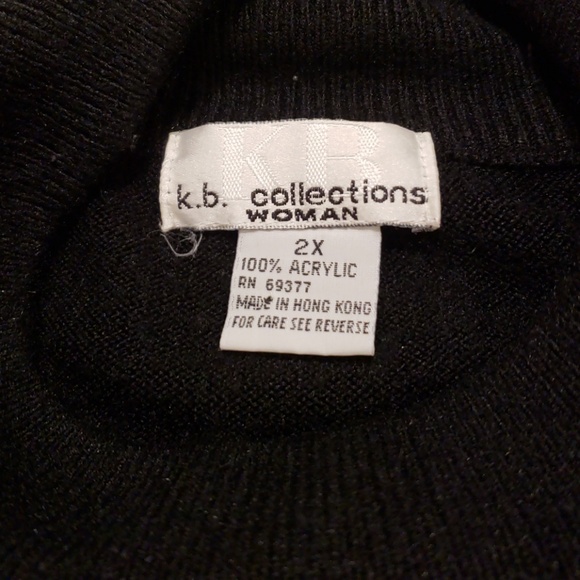 KB
k.b. collections
WOMAN
2X
100% ACRYLIC
RN 69377
MADE IN HONG KONG
FOR CARE SEE REVERSE